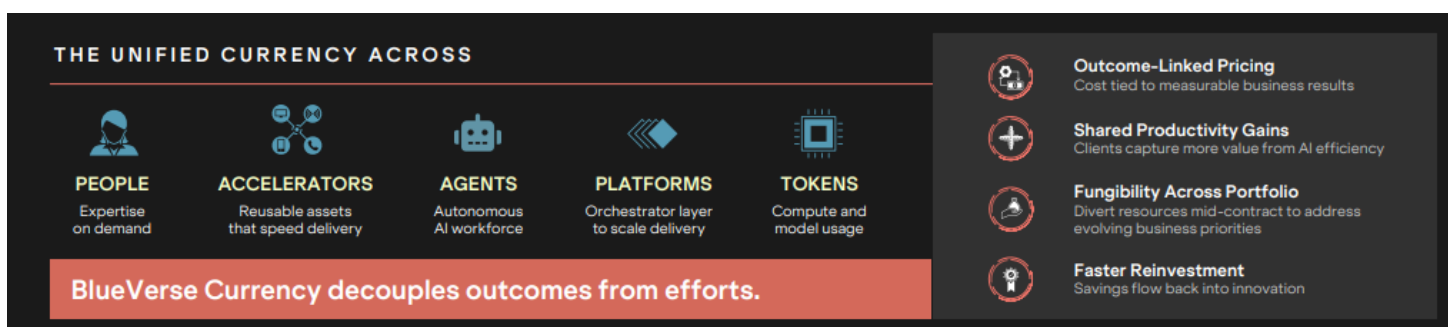 THE UNIFIED CURRENCY ACROSS
PEOPLE
Expertise
on demand
ACCELERATORS
Reusable assets
that speed delivery
AGENTS
Autonomous
AI workforce
PLATFORMS
Orchestrator layer
to scale delivery
TOKENS
Compute and
model usage
BlueVerse Currency decouples outcomes from efforts.
Outcome-Linked Pricing
Cost tied to measurable business results
Shared Productivity Gains
Clients capture more value from AI efficiency
Fungibility Across Portfolio
Divert resources mid-contract to address
evolving business priorities
Faster Reinvestment
Savings flow back into innovation